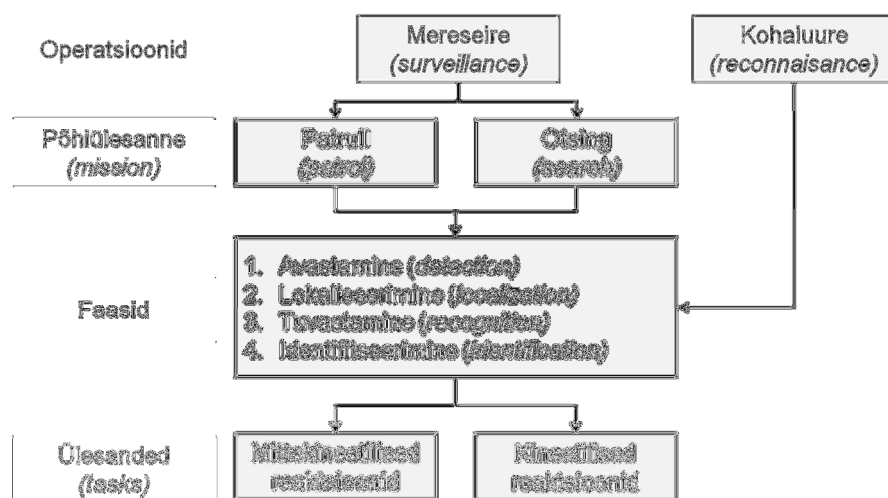 Operatsioonid
Mereseire
(surveillance)
Kohaluure
(reconnaisance)
Põhiülesanne
(mission)
Patrull
(patrol)
Otsing
(search)
Faasid
1. Avastamine (detection)
2. Lokaliseerimine (localization)
3. Tuvastamine (recognition)
4. Identifitseerimine (identification)
Ülesanded
(tasks)
Mittekineetilised
reaktsioonid
Kineetilised
reaktsioonid